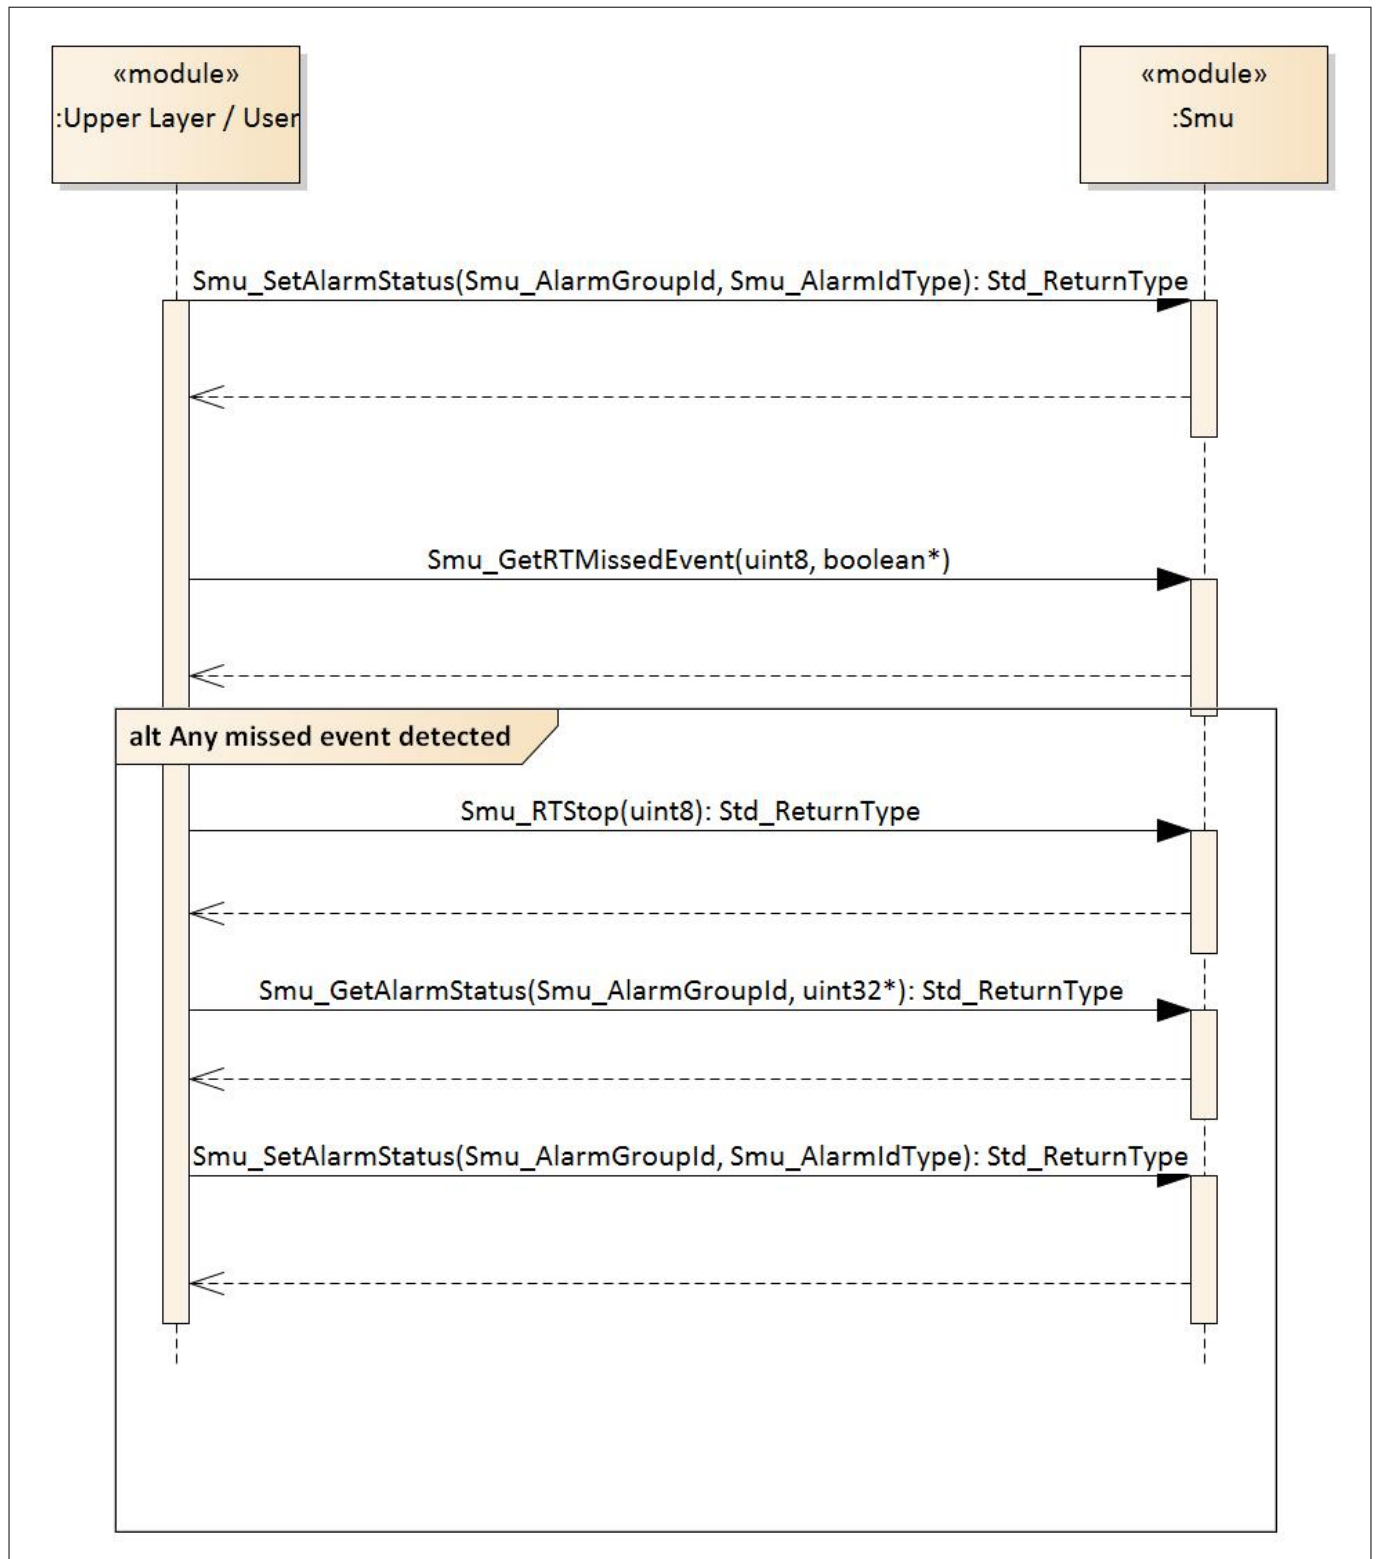 «module»
:Upper Layer / User
«module»
:Smu
Smu_SetAlarmStatus(Smu_AlarmGroupId, Smu_AlarmIdType): Std_ReturnType
Smu_GetRTMissedEvent(uint8, boolean*)
alt Any missed event detected
Smu_RTStop(uint8): Std_ReturnType
Smu_GetAlarmStatus(Smu_AlarmGroupId, uint32*): Std_ReturnType
Smu_SetAlarmStatus(Smu_AlarmGroupId, Smu_AlarmIdType): Std_ReturnType